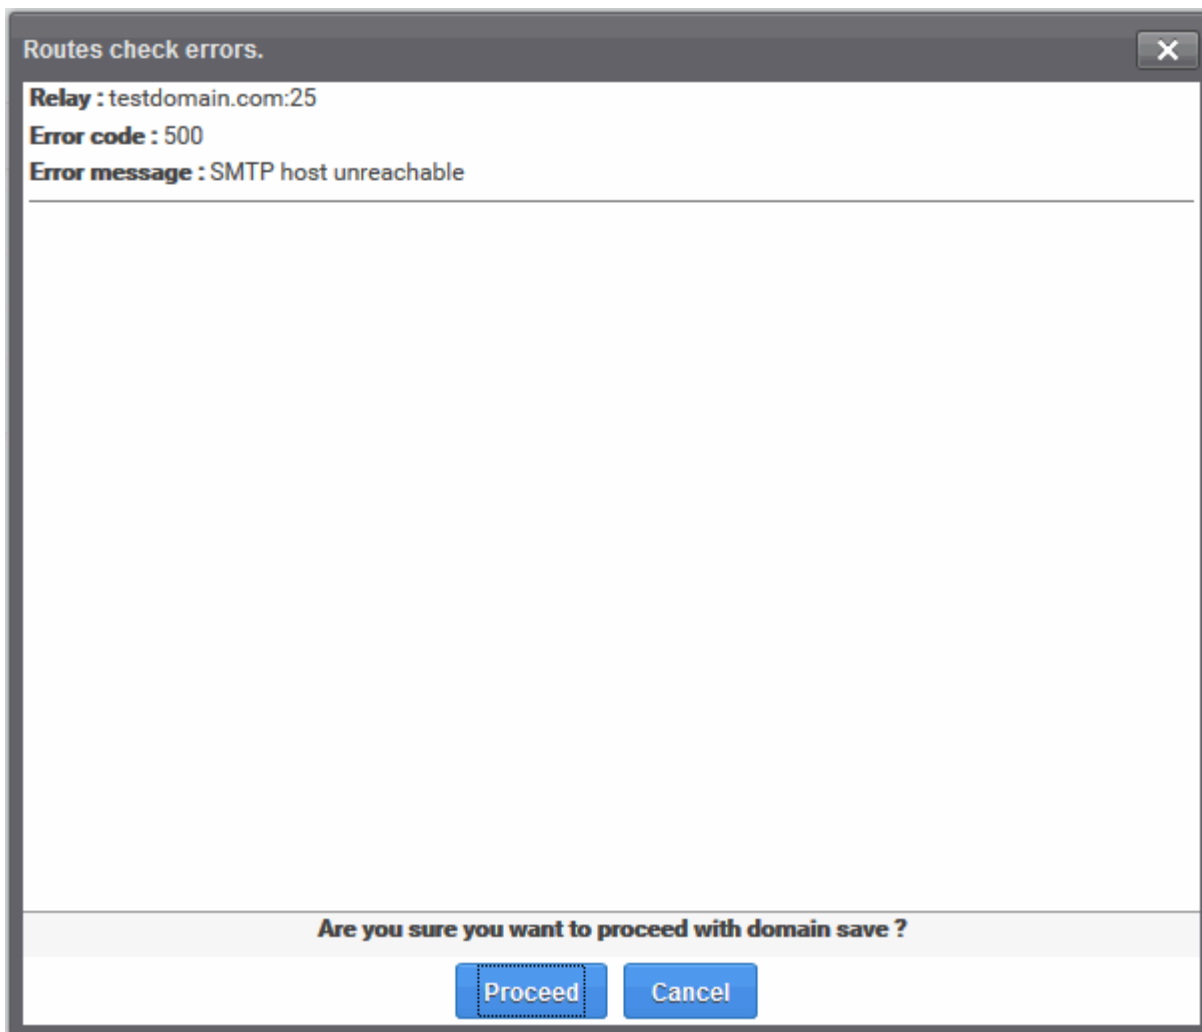 Routes check errors.
Relay : testdomain.com:25
Error code : 500
Error message : SMTP host unreachable
Are you sure you want to proceed with domain save ?
Proceed Cancel